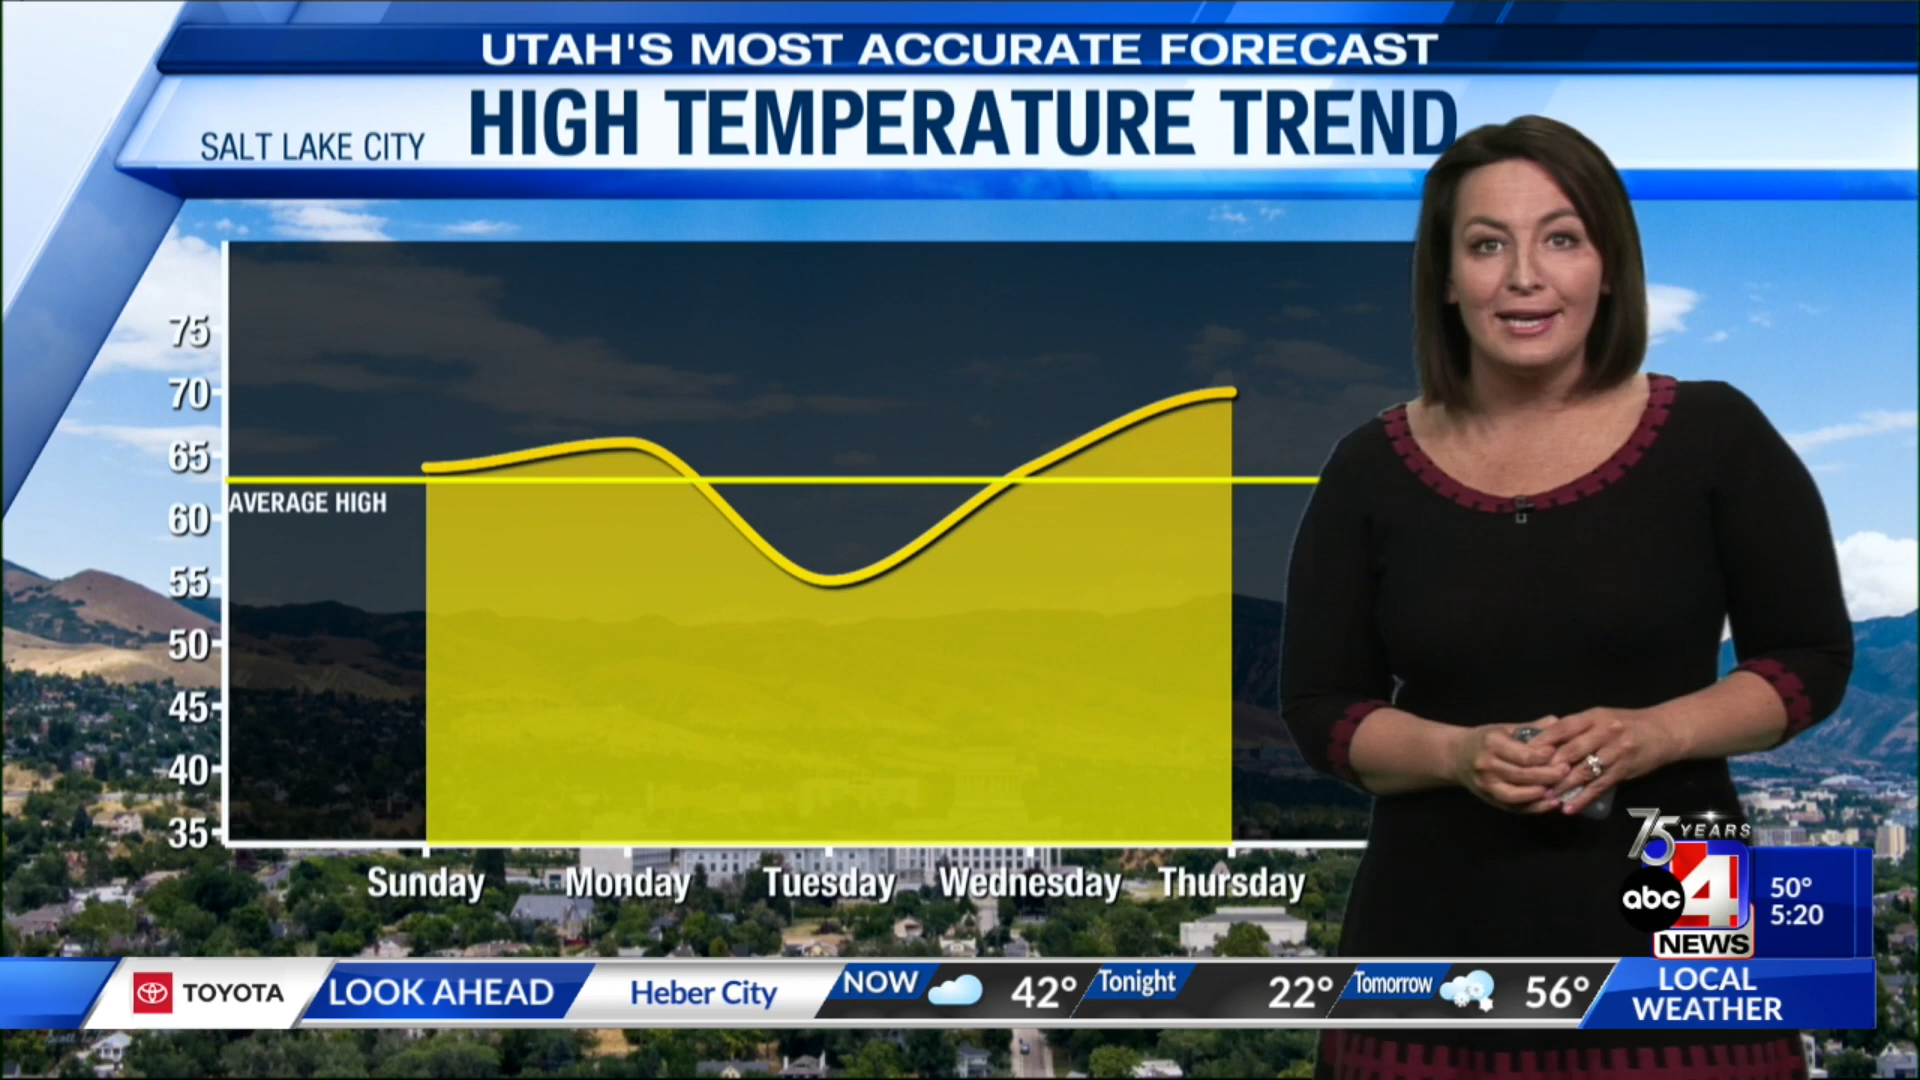 UTAH'S MOST ACCURATE FORECAST
SALT LAKE CITY HIGH TEMPERATURE TREND
75
70
65
AVERAGE HIGH
60
55
50
45
40
35
Sunday Monday Tuesday Wednesday Thursday
75 YEARS
abc 4
NEWS
50°
5:20
TOYOTA LOOK AHEAD Heber City NOW 42° Tonight 22° Tomorrow 56°
LOCAL
WEATHER